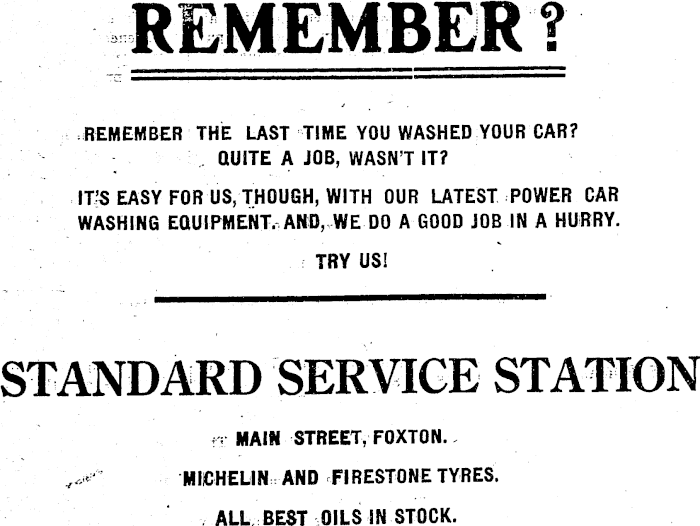 REMEMBER?
REMEMBER THE LAST TIME YOU WASHED YOUR CAR?
QUITE A JOB, WASN'T IT?
IT'S EASY FOR US, THOUGH, WITH OUR LATEST POWER CAR
WASHING EQUIPMENT. AND, WE DO A GOOD JOB IN A HURRY.
TRY US!
STANDARD SERVICE STATION
MAIN STREET, FOXTON.
MICHELIN AND FIRESTONE TYRES.
ALL BEST OILS IN STOCK.